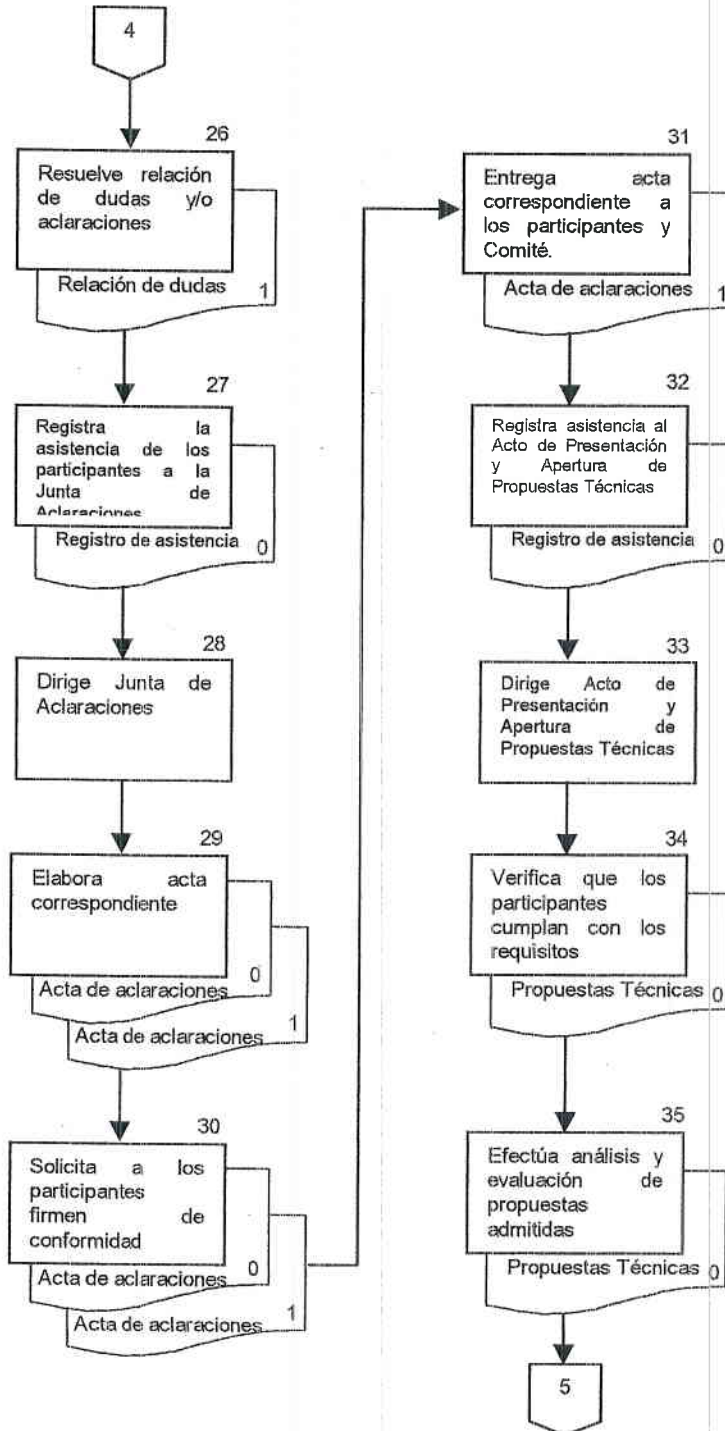 4
26
Resuelve relación
de dudas y/o
aclaraciones
Relación de dudas 1
27
Registra la
asistencia de los
participantes a la
Junta de
Aclaraciones
Registro de asistencia 0
28
Dirige Junta de
Aclaraciones
29
Elabora acta
correspondiente
Acta de aclaraciones 0
Acta de aclaraciones 1
30
Solicita a los
participantes
firmen de
conformidad
Acta de aclaraciones 0
Acta de aclaraciones 1
31
Entrega acta
correspondiente a
los participantes y
Comité.
Acta de aclaraciones 1
32
Registra asistencia al
Acto de Presentación
y Apertura de
Propuestas Técnicas
Registro de asistencia 0
33
Dirige Acto de
Presentación y
Apertura de
Propuestas Técnicas
34
Verifica que los
participantes
cumplan con los
requisitos
Propuestas Técnicas 0
35
Efectúa análisis y
evaluación de
propuestas
admitidas
Propuestas Técnicas 0
5